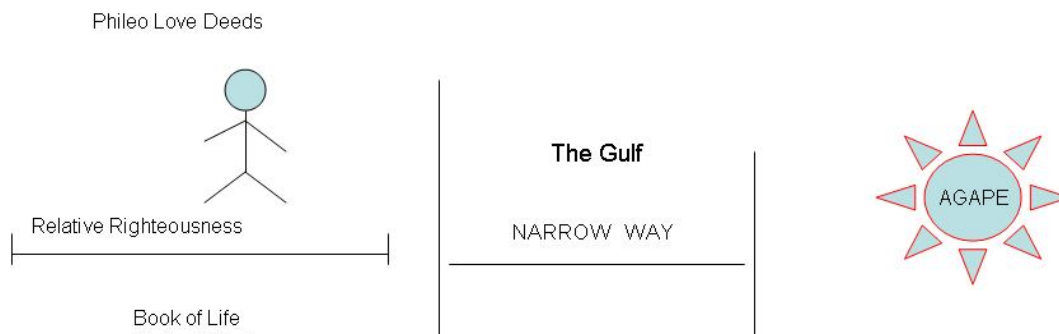 Phileo Love Deeds
The Gulf
AGAPE
Relative Righteousness
NARROW WAY
Book of Life